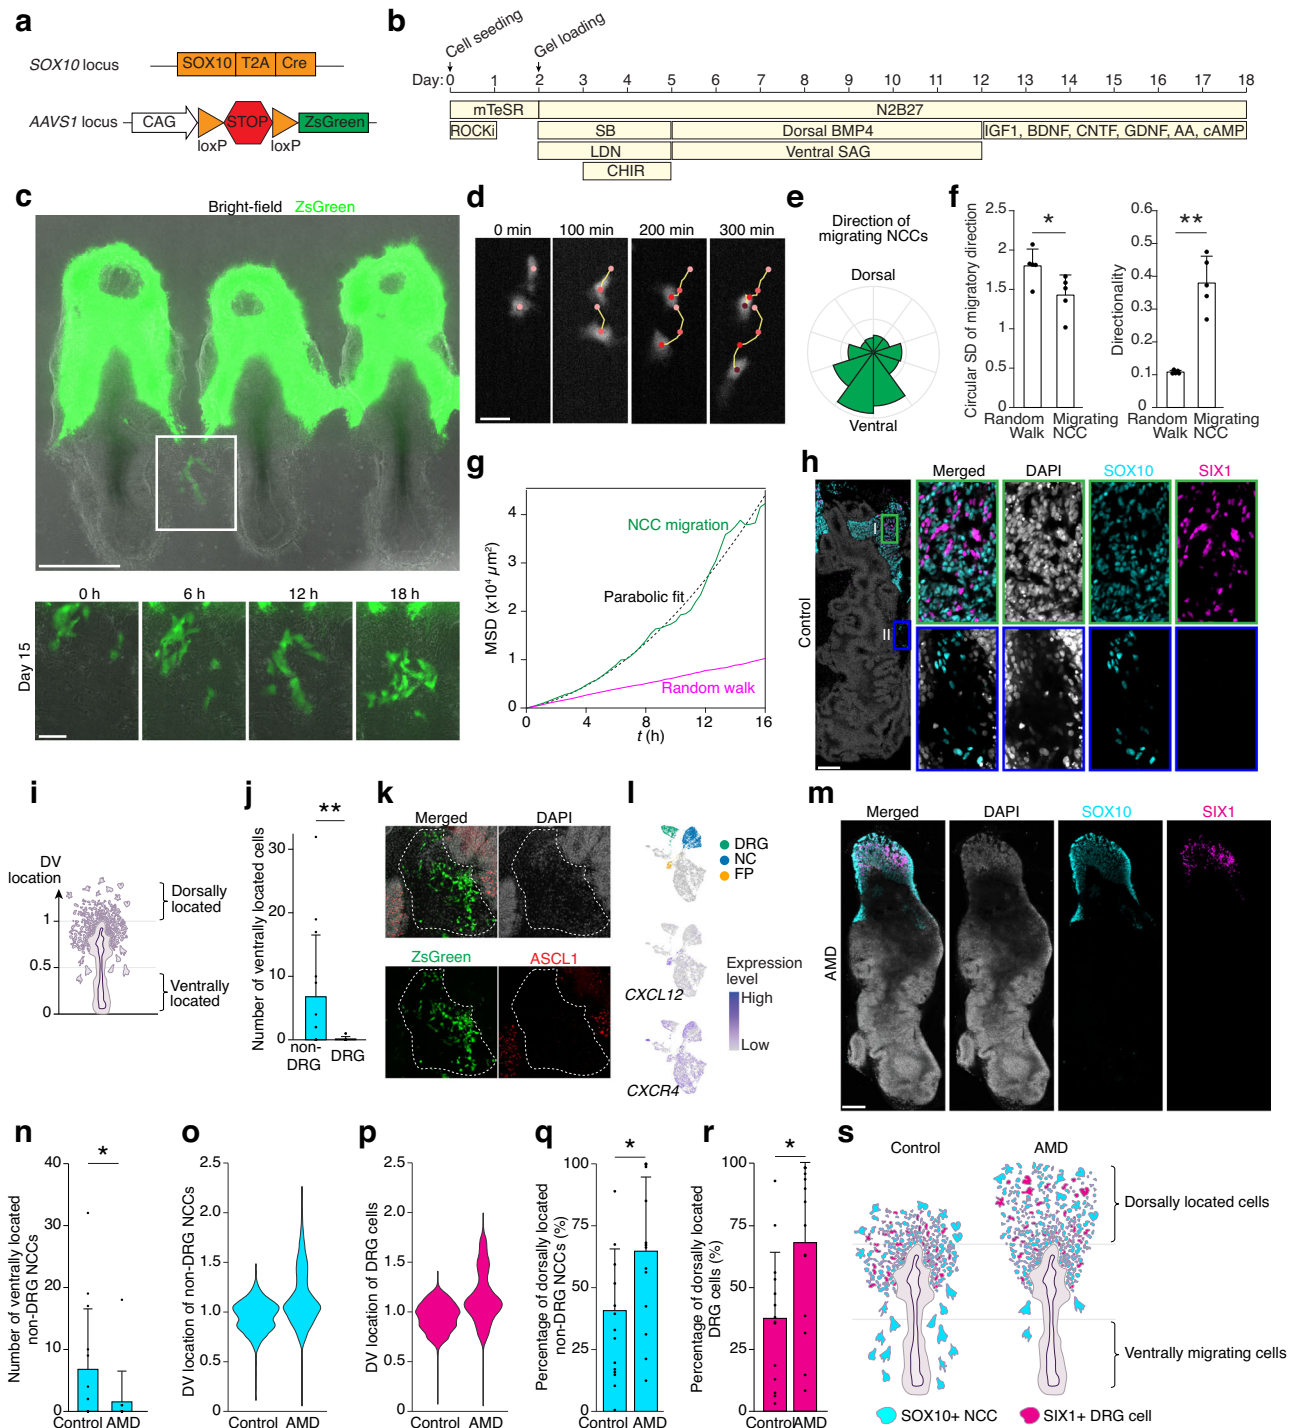 a
SOX10 locus
SOX10 T2A Cre
AAVS1 locus
CAG STOP ZsGreen
loxP loxP
b
Cell seeding
Gel loading
Day: 0 1 2 3 4 5 6 7 8 9 10 11 12 13 14 15 16 17 18
mTeSR N2B27
ROCKi SB Dorsal BMP4 IGF1, BDNF, CNTF, GDNF, AA, cAMP
LDN Ventral SAG
CHIR
c
Bright-field ZsGreen
0 h 6 h 12 h 18 h
Day 15
d
0 min 100 min 200 min 300 min
e
Direction of
migrating NCCs
Dorsal
Ventral
f
Circular SD of migratory direction
2.5
2
1.5
1
0.5
0
*
Random Walk
Migrating NCC
Directionality
0.6
0.5
0.4
0.3
0.2
0.1
0
**
Random Walk
Migrating NCC
g
MSD (x10⁴ µm²)
4
3
2
1
0
NCC migration
Parabolic fit
Random walk
0 4 8 12 16
t (h)
h
Merged DAPI SOX10 SIX1
Control
I
II
i
DV
location
1
0.5
0
Dorsally
located
Ventrally
located
j
Number of ventrally located cells
30
20
10
0
**
non-
DRG
DRG
k
Merged DAPI
ZsGreen ASCL1
l
DRG
NC
FP
CXCL12
Expression
level
High
Low
CXCR4
m
Merged DAPI SOX10 SIX1
AMD
n
Number of ventrally located
non-DRG NCCs
40
30
20
10
0
*
Control AMD
o
DV location of non-DRG NCCs
2.5
2.0
1.5
1.0
0.5
0
Control AMD
p
DV location of DRG cells
2.5
2.0
1.5
1.0
0.5
0
Control AMD
q
Percentage of dorsally located
non-DRG NCCs (%)
100
75
50
25
0
*
Control AMD
r
Percentage of dorsally located
DRG cells (%)
100
75
50
25
0
*
Control AMD
s
Control AMD
Dorsally located cells
Ventrally migrating cells
SOX10+ NCC SIX1+ DRG cell